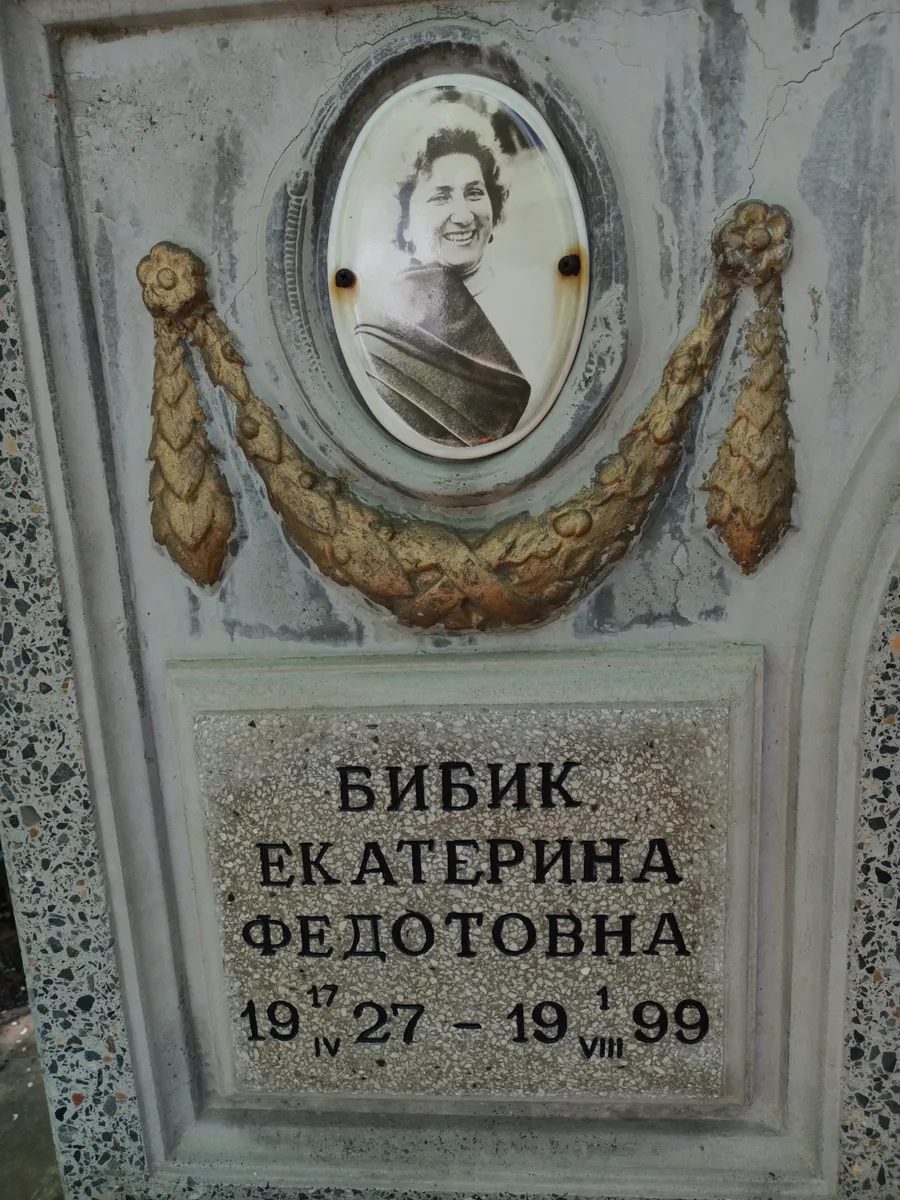 БИБИК
ЕКАТЕРИНА
ФЕДОТОВНА
19 17 IV 27 - 19 1 VIII 99